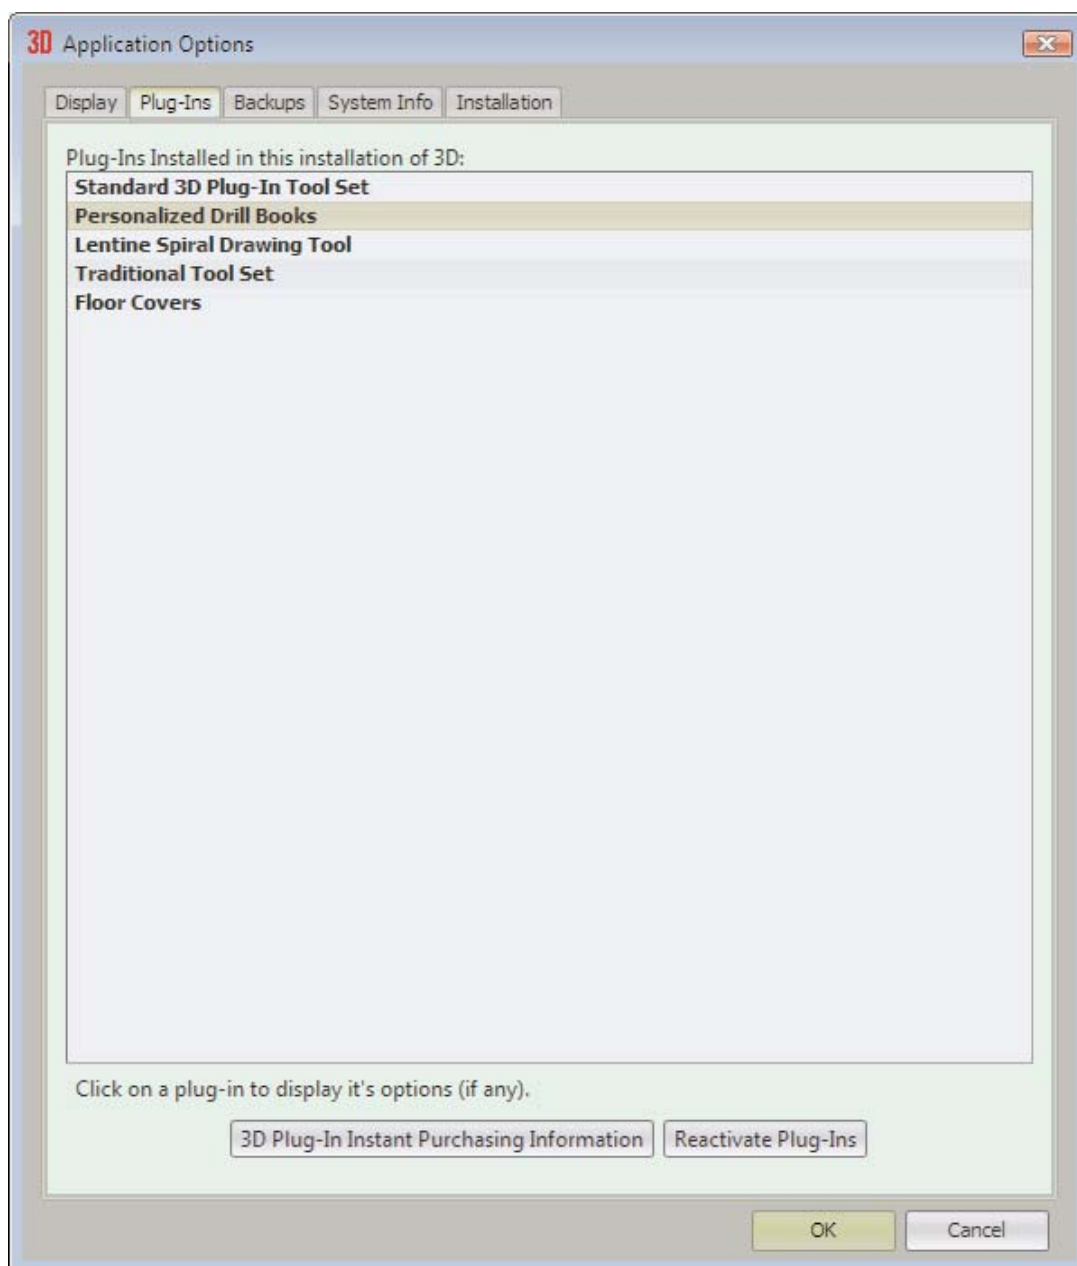 3D Application Options
Display Plug-Ins Backups System Info Installation
Plug-Ins Installed in this installation of 3D:
Standard 3D Plug-In Tool Set
Personalized Drill Books
Lentine Spiral Drawing Tool
Traditional Tool Set
Floor Covers
Click on a plug-in to display it's options (if any).
3D Plug-In Instant Purchasing Information Reactivate Plug-Ins
OK Cancel